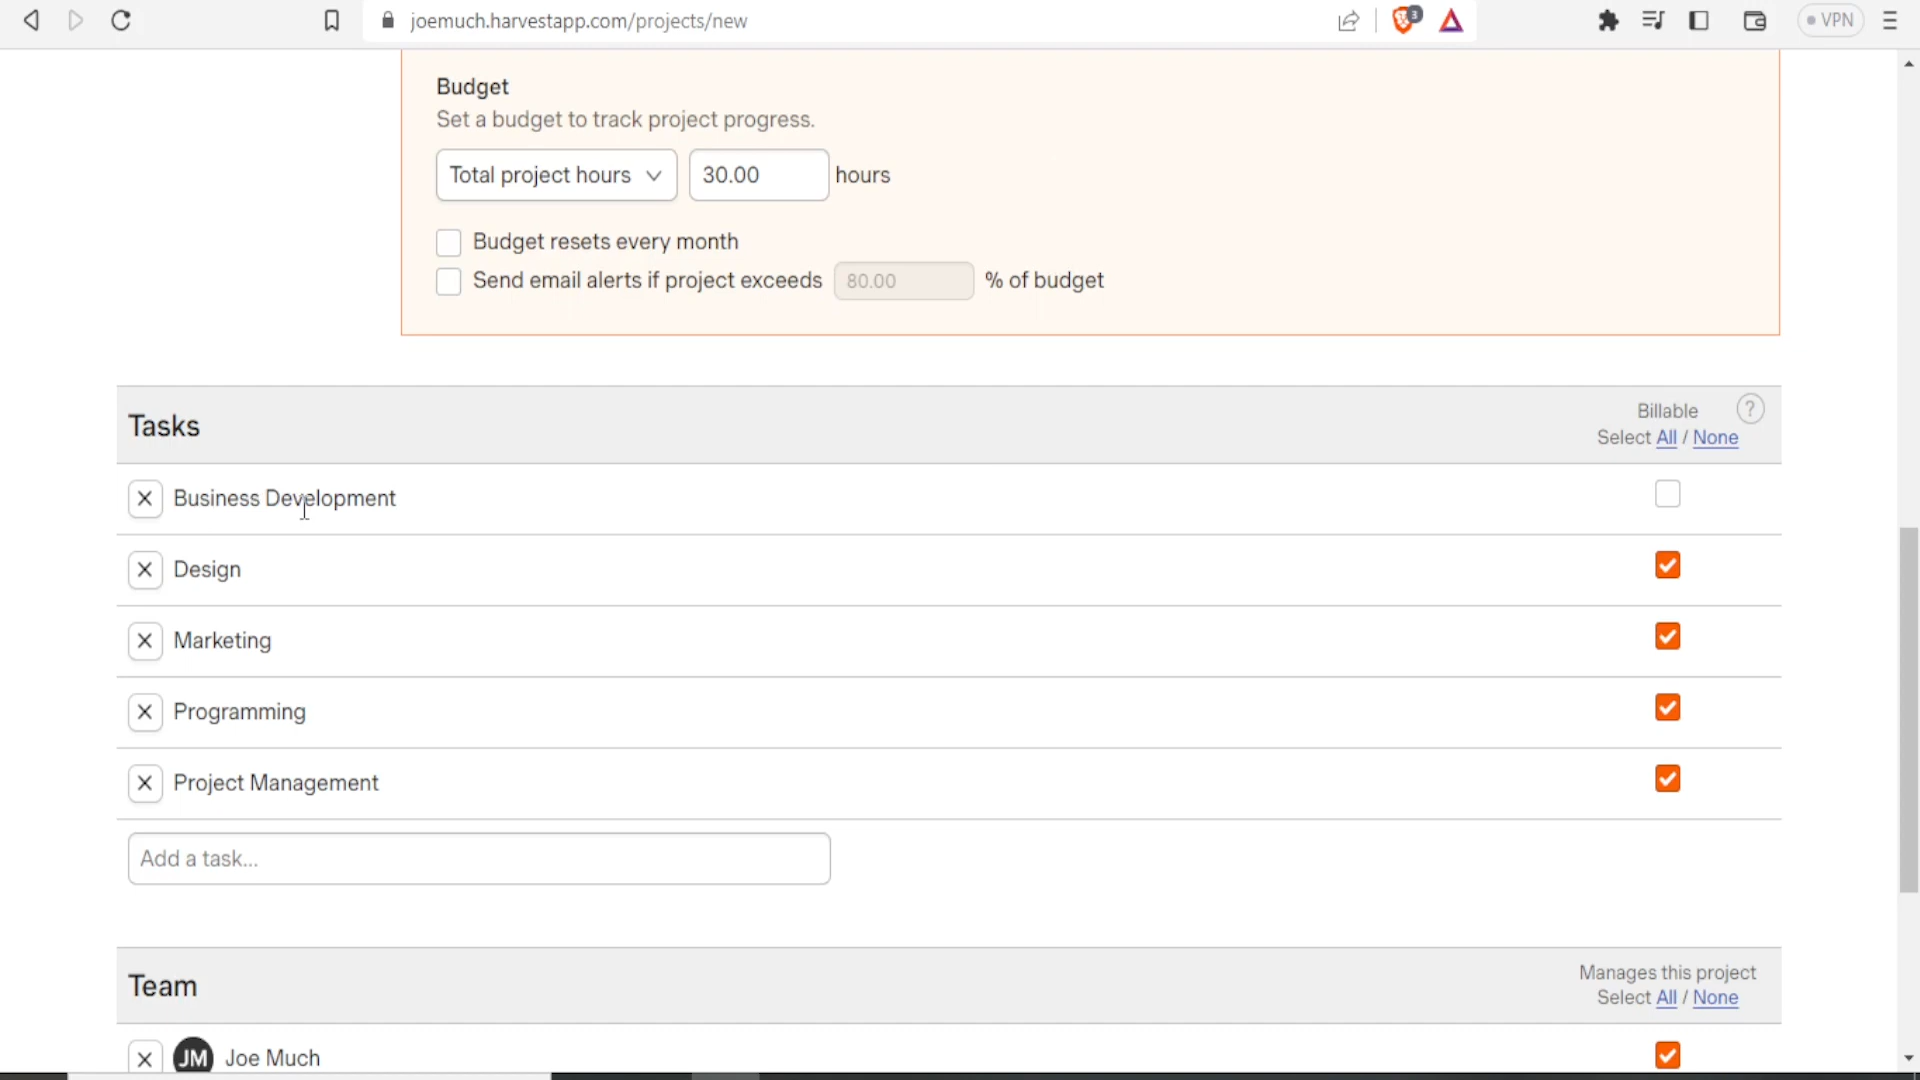 joemuch.harvestapp.com/projects/new
3
VPN
Budget
Set a budget to track project progress.
Total project hours 30.00 hours
Budget resets every month
Send email alerts if project exceeds 80.00 % of budget
Tasks
Billable ?
Select All / None
Business Development
Design
Marketing
Programming
Project Management
Add a task...
Team
Manages this project
Select All / None
JM Joe Much